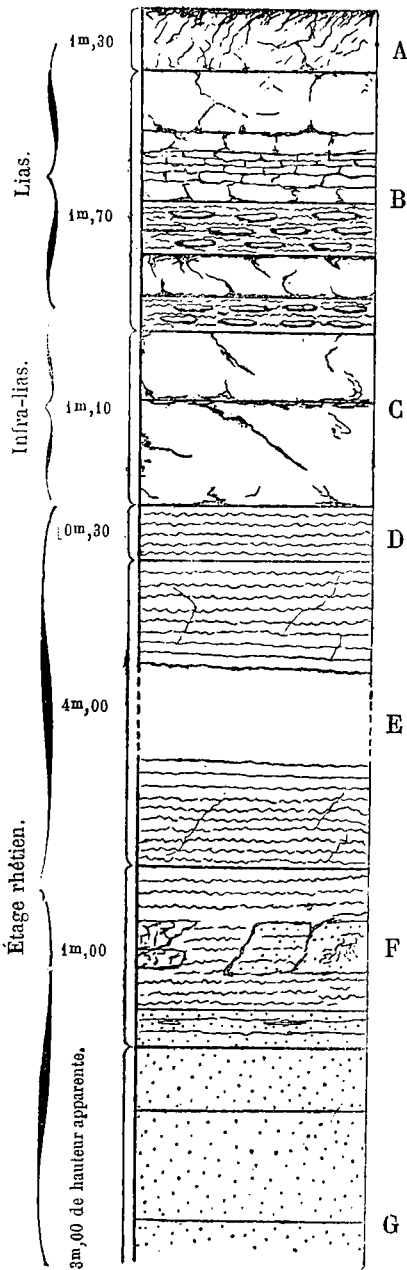 1m,30
A
Lias.
B
1m,70
Infra-lias.
1m,10
C
0m,30
D
4m,00
E
Étage rhétien.
1m,00
F
3m,00 de hauteur apparente.
G